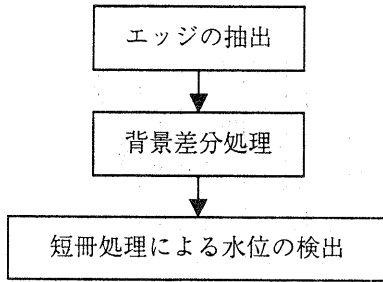 エッジの抽出
背景差分処理
短冊処理による水位の検出